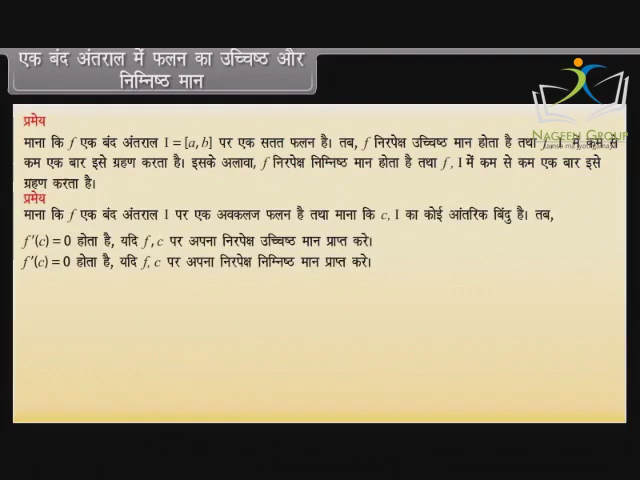 एक बंद अंतराल में फलन का उच्चिष्ठ और
निम्निष्ठ मान
NAGEEN GROUP
प्रमेय
माना कि f एक बंद अंतराल I = [a, b] पर एक सतत फलन है। तब, f निरपेक्ष उच्चिष्ठ मान होता है तथा f – I में कम से
कम एक बार इसे ग्रहण करता है। इसके अलावा, f निरपेक्ष निम्निष्ठ मान होता है तथा f , I में कम से कम एक बार इसे
ग्रहण करता है।
प्रमेय
माना कि f एक बंद अंतराल I पर एक अवकलज फलन है तथा माना कि c, I का कोई आंतरिक बिंदु है। तब,
f ′(c) = 0 होता है, यदि f , c पर अपना निरपेक्ष उच्चिष्ठ मान प्राप्त करे।
f ′(c) = 0 होता है, यदि f, c पर अपना निरपेक्ष निम्निष्ठ मान प्राप्त करे।